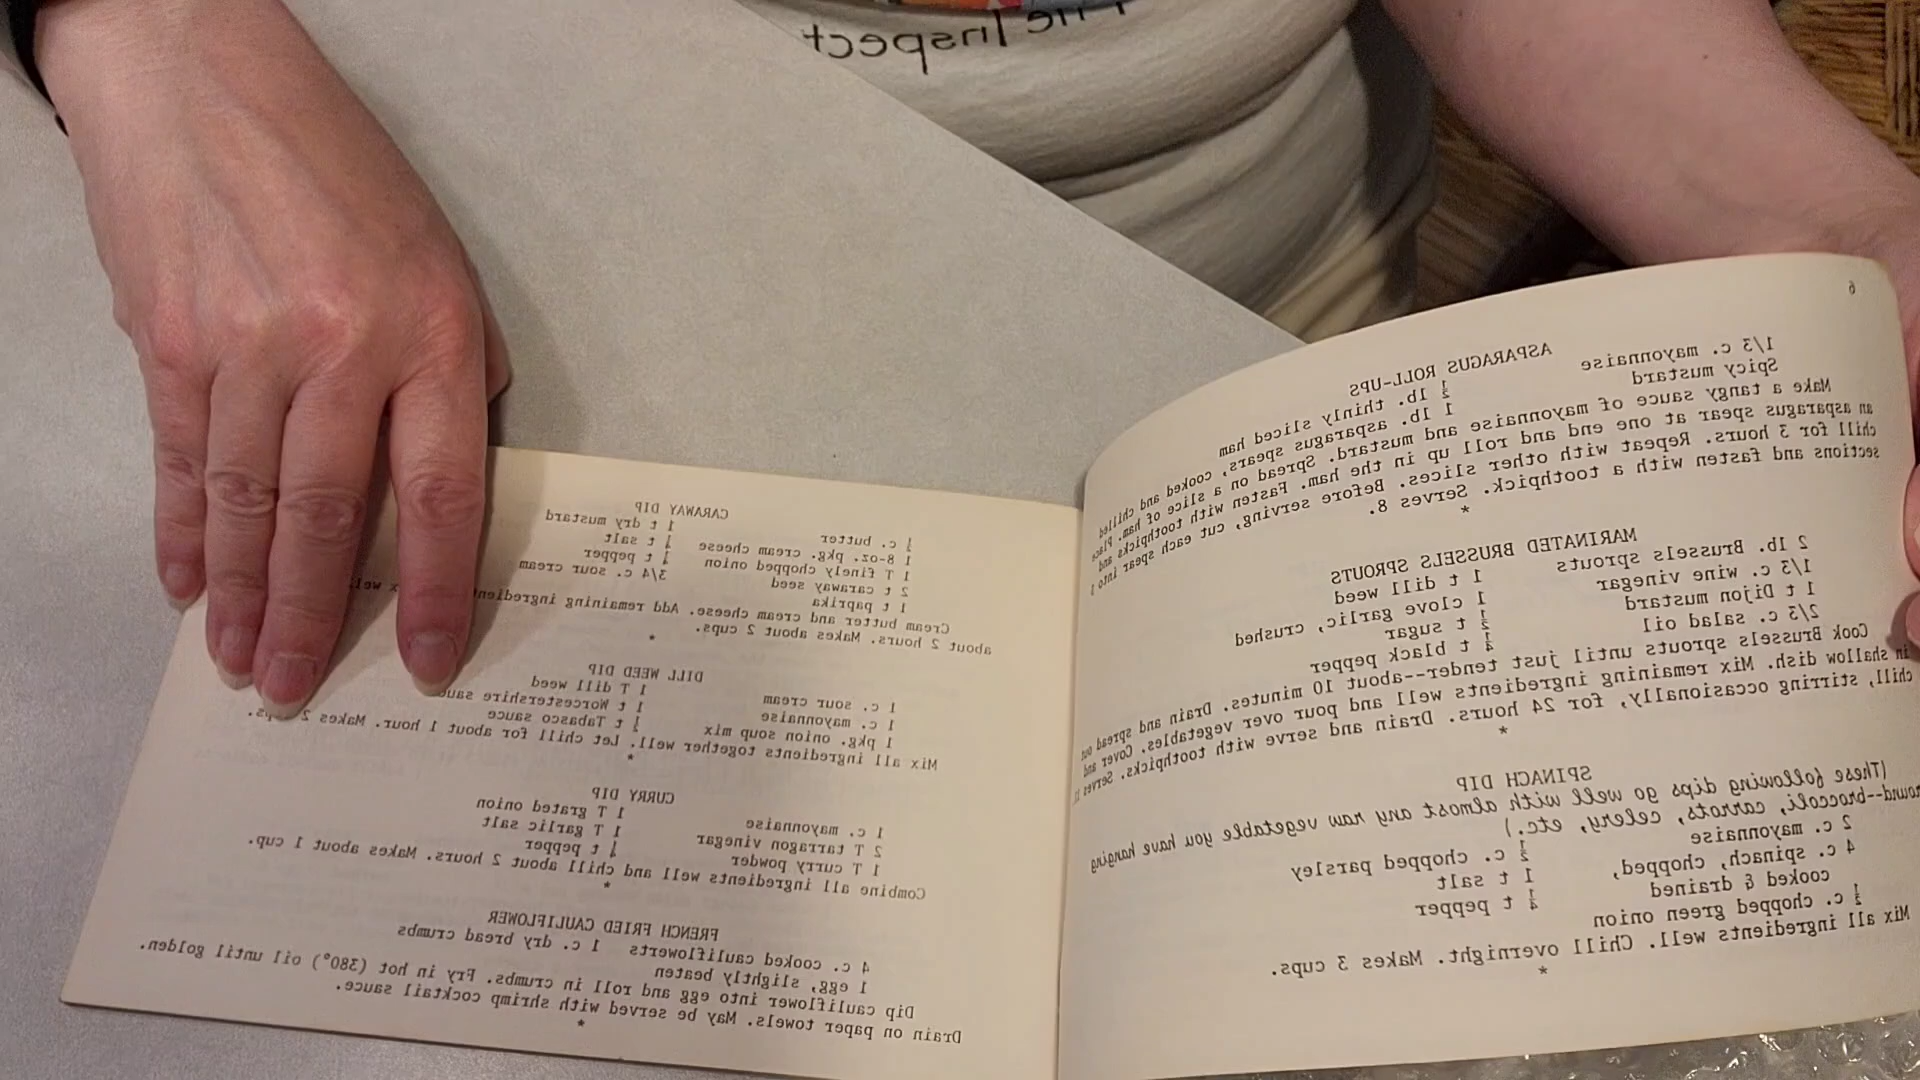 Inspect
6
ASPARAGUS ROLL-UPS
1/3 c. mayonnaise ½ lb. thinly sliced ham
Spicy mustard 1 lb. asparagus spears, cooked and chilled
Make a tangy sauce of mayonnaise and mustard. Spread on a slice of ham. Place
an asparagus spear at one end and roll up in the ham. Fasten with toothpicks and
chill for 3 hours. Repeat with other slices. Before serving, cut each spear into 3
sections and fasten with a toothpick. Serves 8.
*
MARINATED BRUSSELS SPROUTS
2 lb. Brussels sprouts 1 t dill weed
1/3 c. wine vinegar 1 clove garlic, crushed
1 t Dijon mustard ½ t sugar
2/3 c. salad oil ¼ t black pepper
Cook Brussels sprouts until just tender--about 10 minutes. Drain and spread out
in shallow dish. Mix remaining ingredients well and pour over vegetables. Cover and
chill, stirring occasionally, for 24 hours. Drain and serve with toothpicks. Serves
*
SPINACH DIP
(These following dips go well with almost any raw vegetable you have hanging
around--broccoli, carrots, celery, etc.)
2 c. mayonnaise ½ c. chopped parsley
4 c. spinach, chopped, 1 t salt
cooked & drained ¼ t pepper
½ c. chopped green onion
Mix all ingredients well. Chill overnight. Makes 3 cups.
*
CARAWAY DIP
c. butter 1 t dry mustard
1 8-oz. pkg. cream cheese t salt
1 T finely chopped onion t pepper
2 t caraway seed 3/4 c. sour cream
1 t paprika
Cream butter and cream cheese. Add remaining ingredient well
about 2 hours. Makes about 2 cups.
*
DILL WEED DIP
1 c. sour cream 1 T dill weed
1 c. mayonnaise 1 t Worcestershire sauc
1 pkg. onion soup mix t Tabasco sauce
Mix all ingredients together well. Let chill for about 1 hour. Makes 2 cups.
*
CURRY DIP
1 c. mayonnaise 1 T grated onion
2 T tarragon vinegar 1 T garlic salt
1 T curry powder t pepper
Combine all ingredients well and chill about 2 hours. Makes about 1 cup.
*
FRENCH FRIED CAULIFLOWER
4 c. cooked cauliflowerts 1 c. dry bread crumbs
1 egg, slightly beaten
Dip cauliflower into egg and roll in crumbs. Fry in hot (380°) oil until golden.
Drain on paper towels. May be served with shrimp cocktail sauce.
*